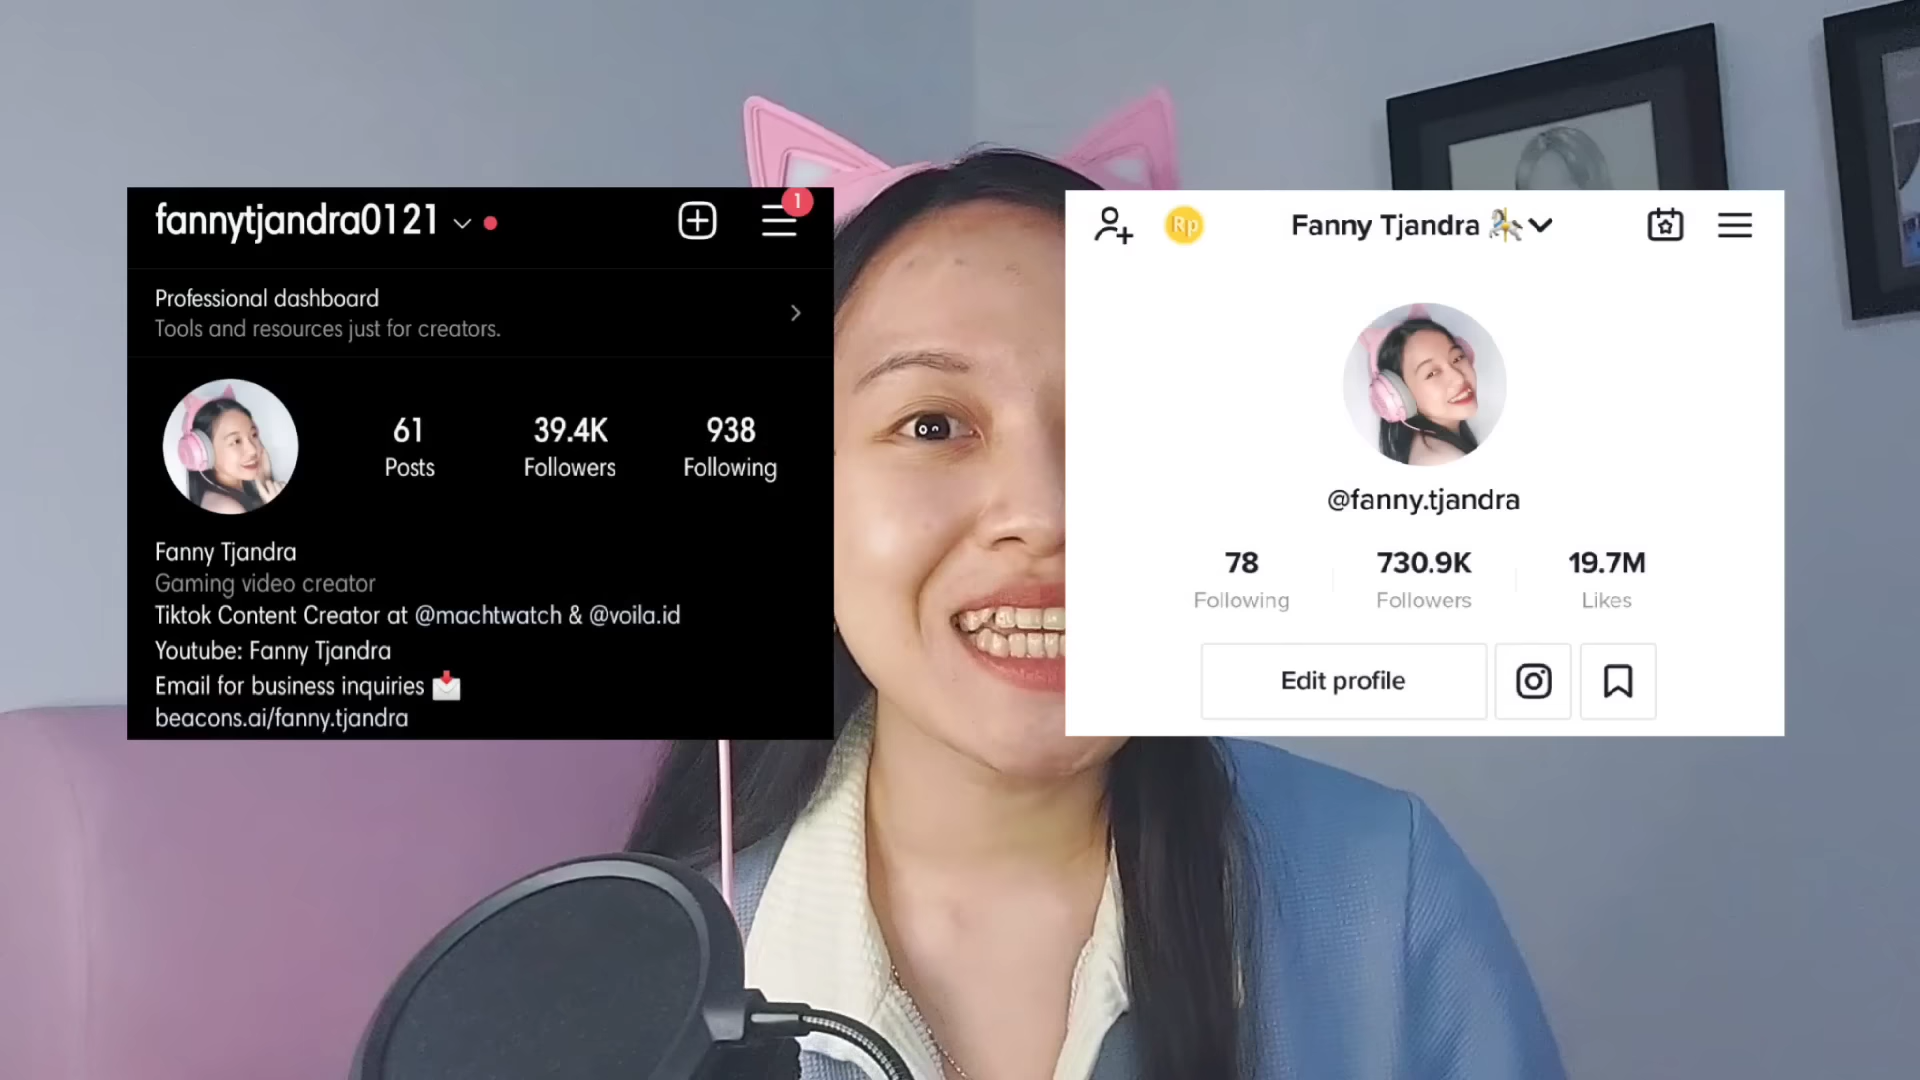 fannytjandra0121
1
Professional dashboard
Tools and resources just for creators.
61
Posts
39.4K
Followers
938
Following
Fanny Tjandra
Gaming video creator
Tiktok Content Creator at @machtwatch & @voila.id
Youtube: Fanny Tjandra
Email for business inquiries 📩
beacons.ai/fanny.tjandra
Rp
Fanny Tjandra 🎠
@fanny.tjandra
78
Following
730.9K
Followers
19.7M
Likes
Edit profile